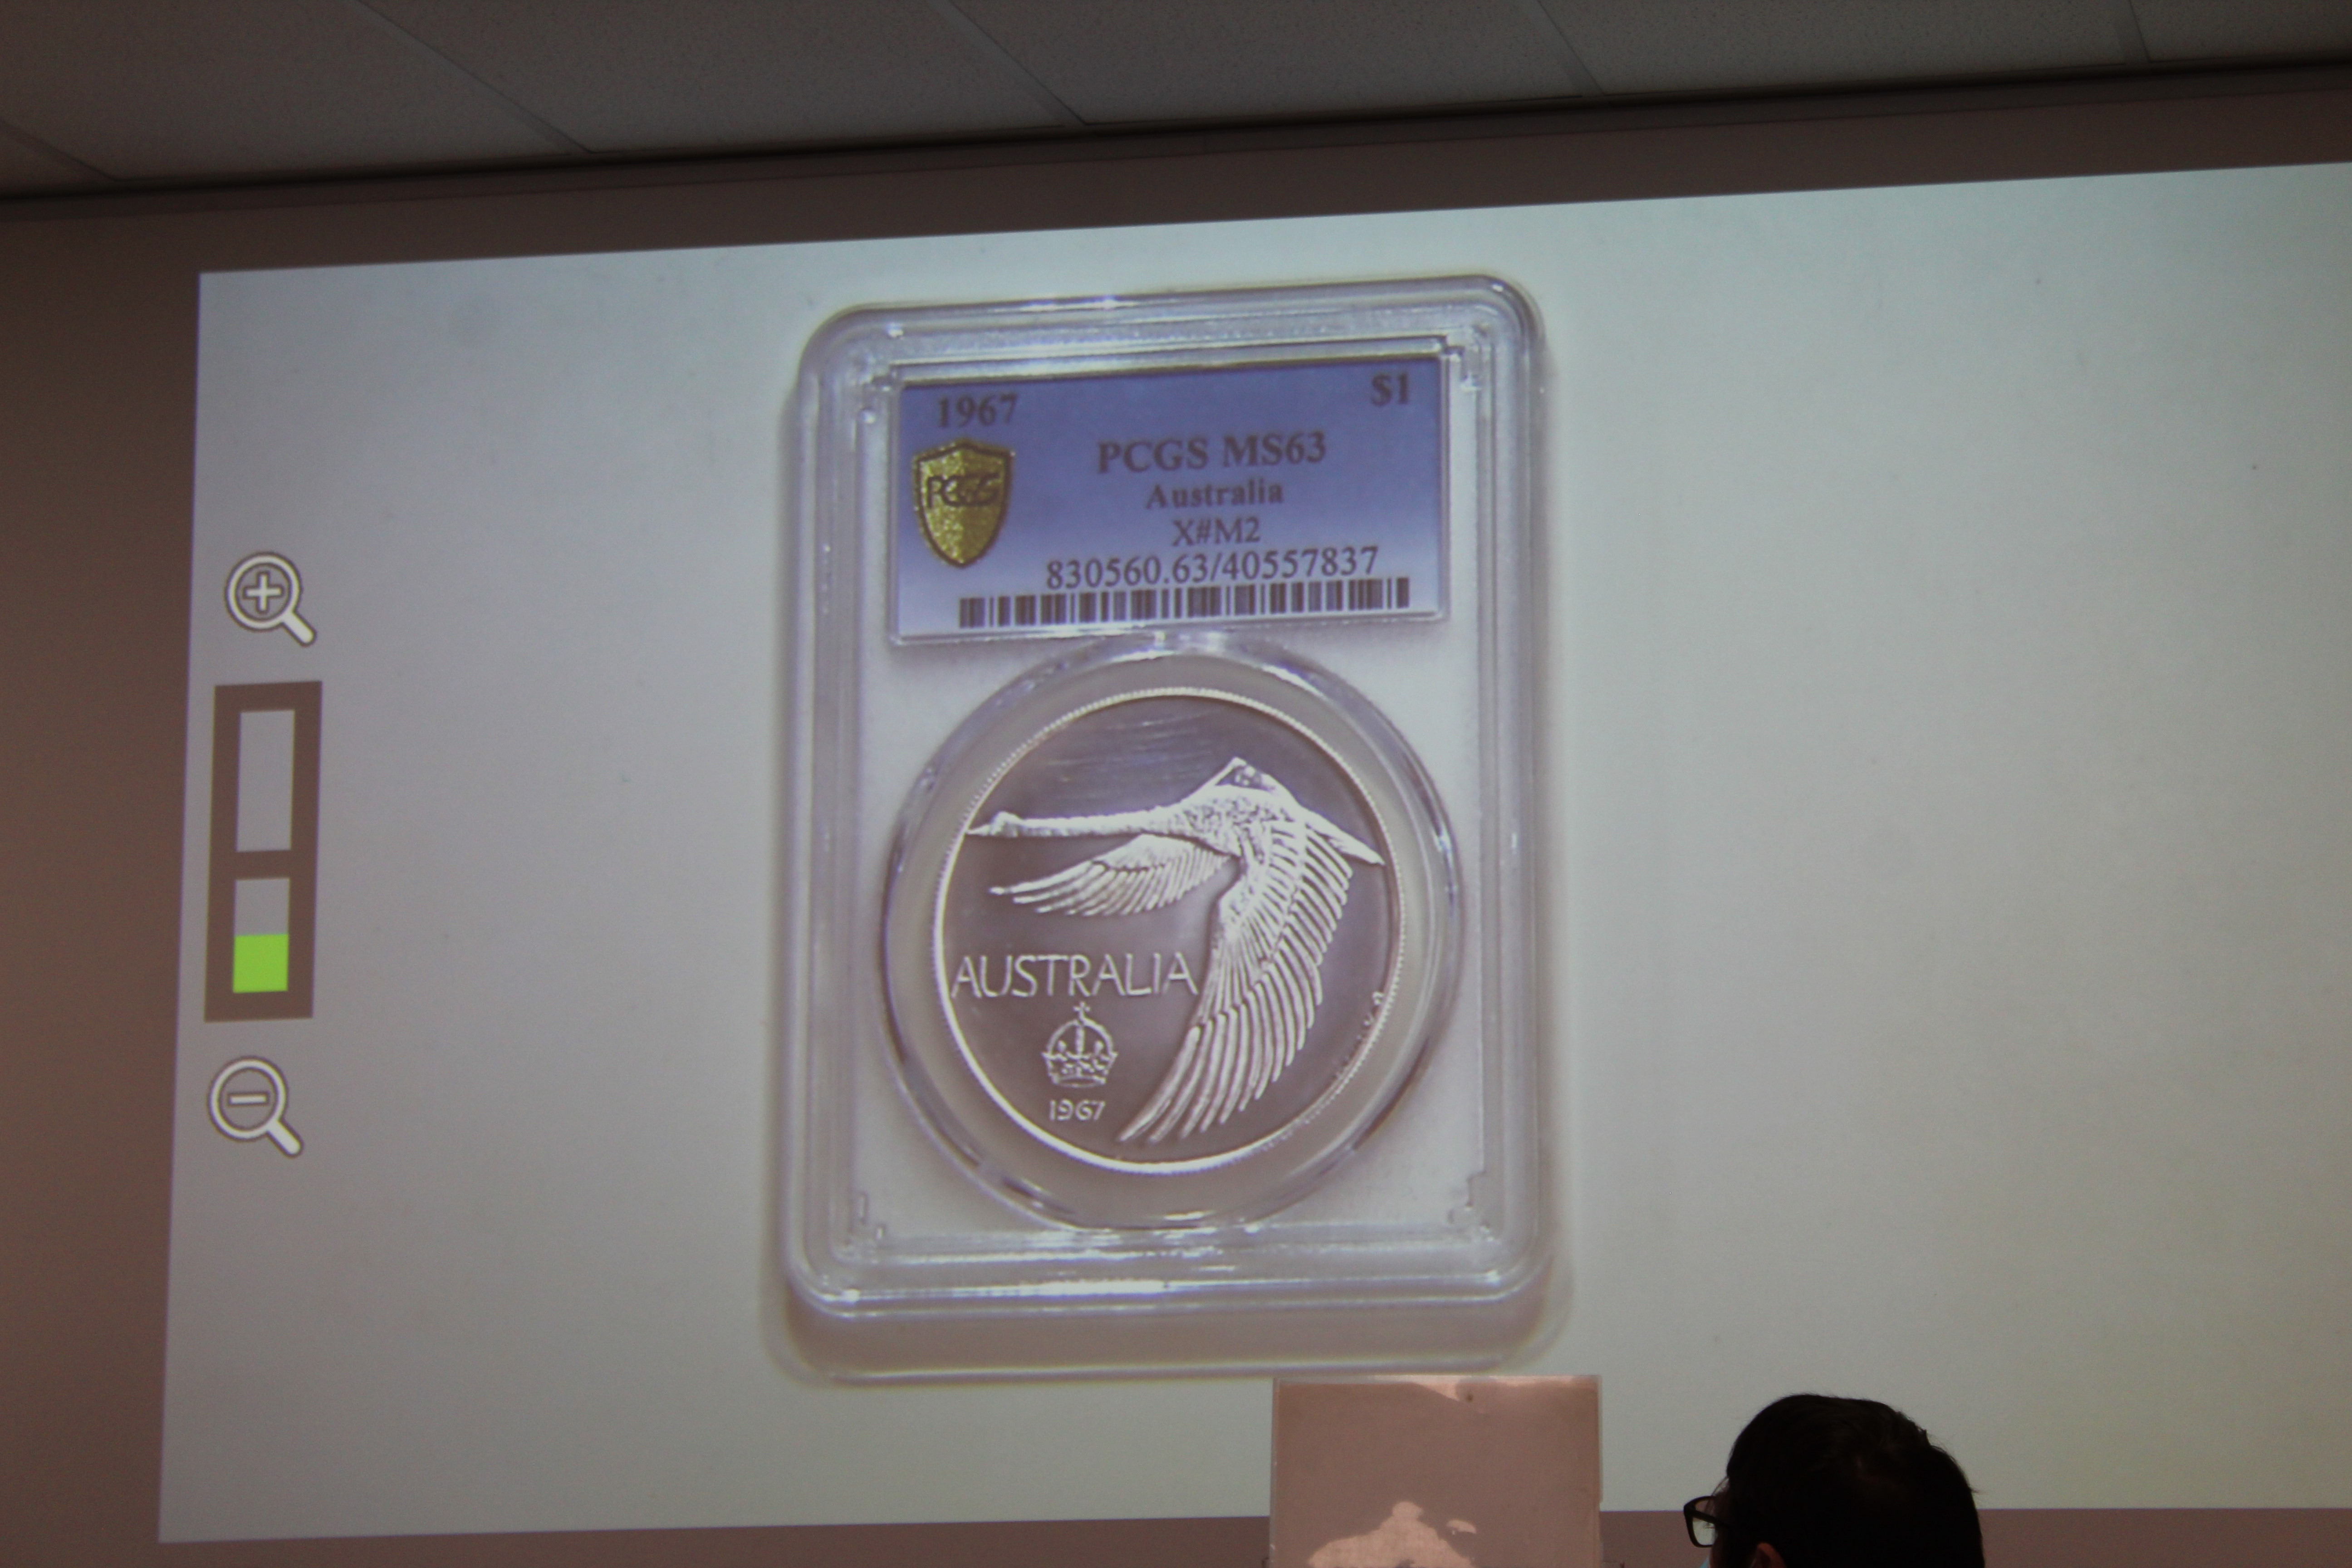 1967 $1
PCGS MS63
PCGS
Australia
X#M2
830560.63/40557837
AUSTRALIA
1967